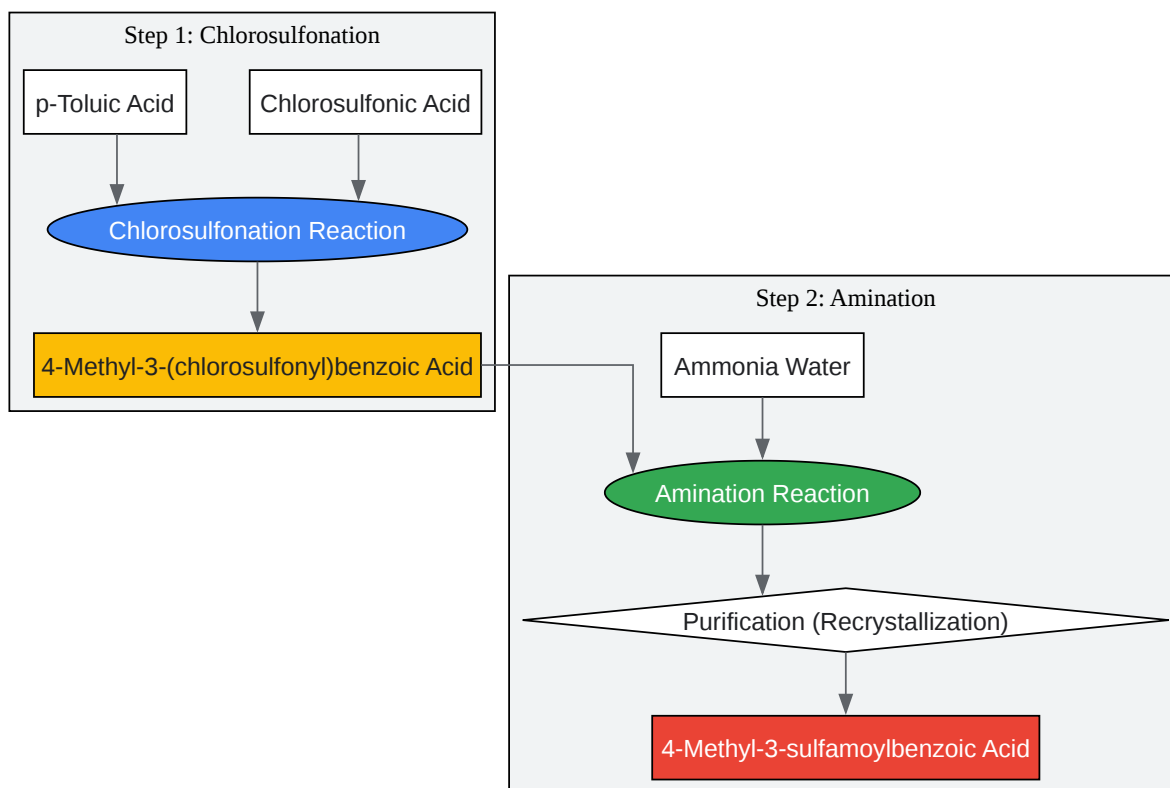 Step 1: Chlorosulfonation
p-Toluic Acid
Chlorosulfonic Acid
Chlorosulfonation Reaction
4-Methyl-3-(chlorosulfonyl)benzoic Acid
Step 2: Amination
Ammonia Water
Amination Reaction
Purification (Recrystallization)
4-Methyl-3-sulfamoylbenzoic Acid